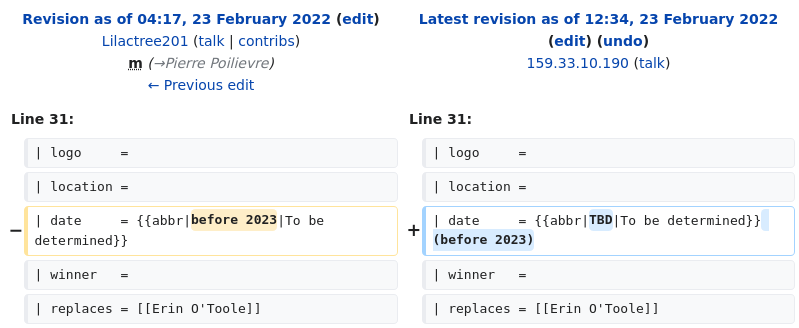 Revision as of 04:17, 23 February 2022 (edit)
Lilactree201 (talk | contribs)
m (→Pierre Poilievre)
← Previous edit
Line 31:
| logo     =
| location =
− | date     = {{abbr|before 2023|To be
determined}}
| winner   =
| replaces = [[Erin O'Toole]]
Latest revision as of 12:34, 23 February 2022
(edit) (undo)
159.33.10.190 (talk)
Line 31:
| logo     =
| location =
+ | date     = {{abbr|TBD|To be determined}}
(before 2023)
| winner   =
| replaces = [[Erin O'Toole]]